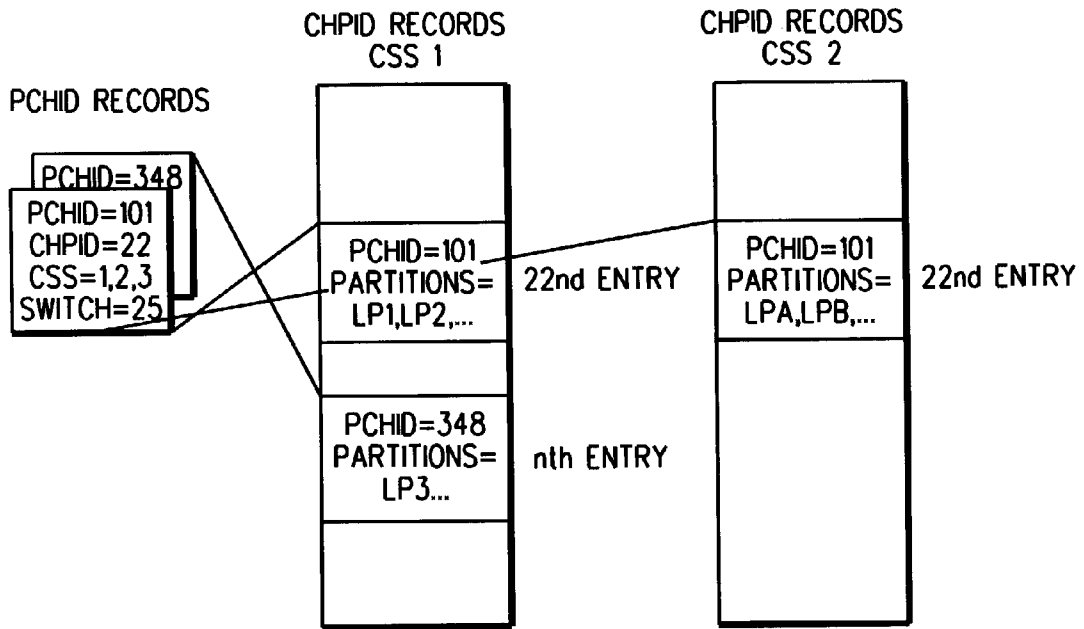 PCHID RECORDS
PCHID=348
PCHID=101
CHPID=22
CSS=1,2,3
SWITCH=25
CHPID RECORDS
CSS 1
PCHID=101
PARTITIONS=
LP1,LP2,...
22nd ENTRY
PCHID=348
PARTITIONS=
LP3...
nth ENTRY
CHPID RECORDS
CSS 2
PCHID=101
PARTITIONS=
LPA,LPB,...
22nd ENTRY